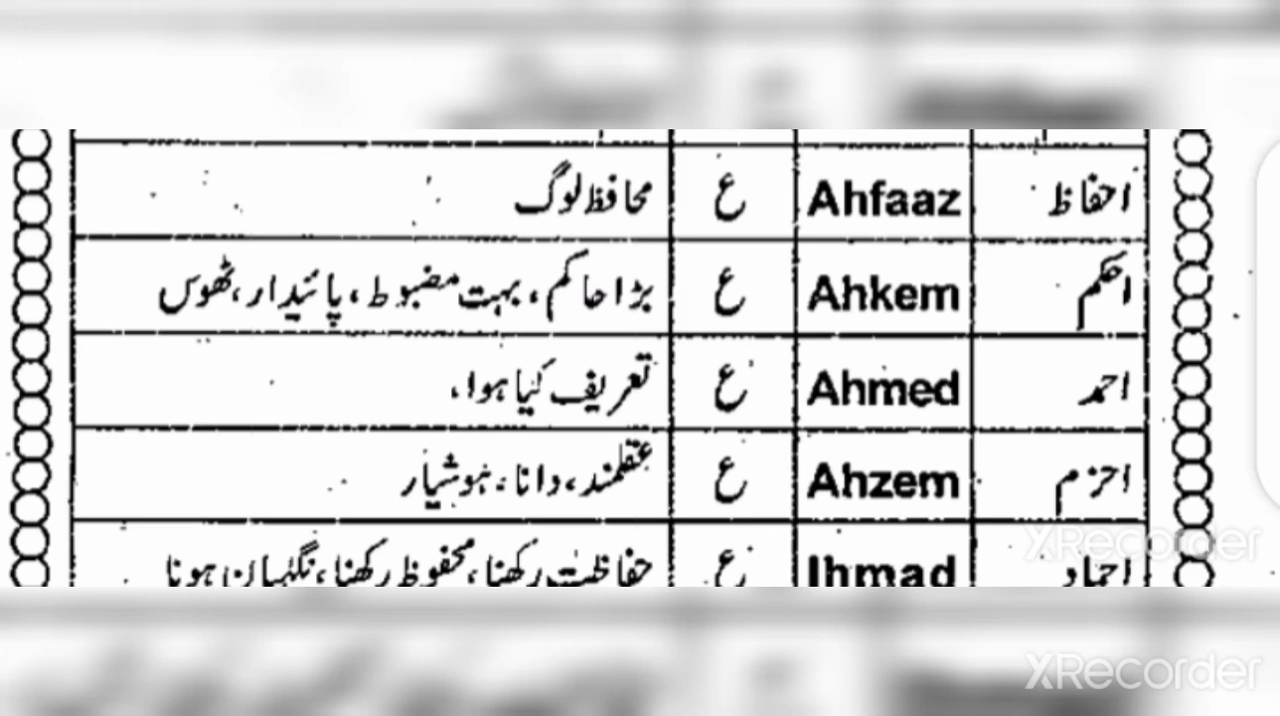 احفاظ Ahfaaz ع محافظ لوگ
احکم Ahkem ع بڑا حاکم، بہت مضبوط، پائیدار، ٹھوس
احمد Ahmed ع تعریف کیا ہوا،
احزم Ahzem ع عقلمند، دانا، ہوشیار
احماد Ihmad ع حفاظت رکھنا، محفوظ رکھنا، نگہبان ہونا
XRecorder
XRecorder